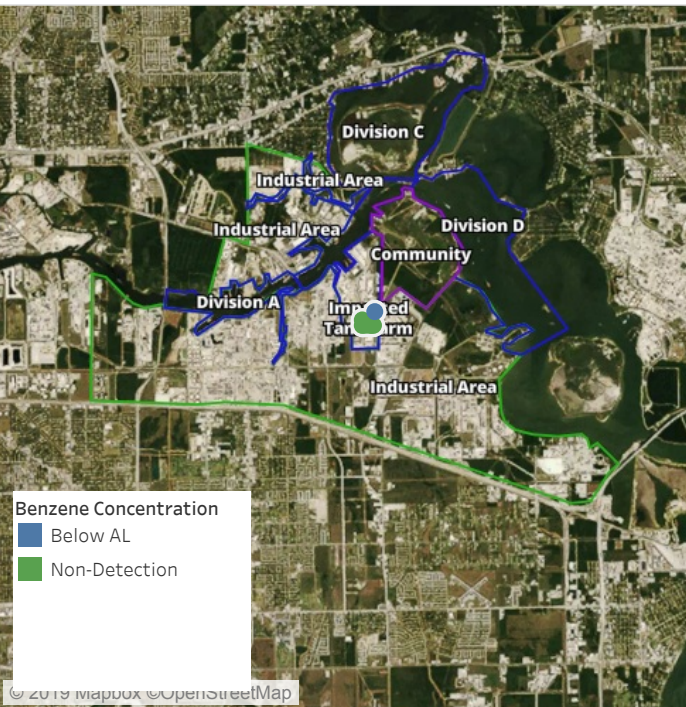 Division C
Industrial Area
Industrial Area
Division D
Community
Division A
Industrial Area
Benzene Concentration
Below AL
Non-Detection
© 2019 Mapbox ©OpenStreetMap